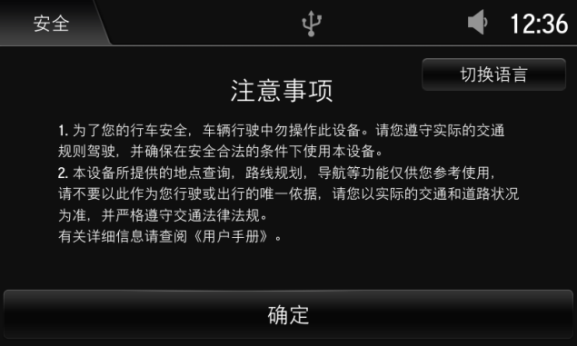 安全
12:36
切换语言
注意事项
1. 为了您的行车安全，车辆行驶中勿操作此设备。请您遵守实际的交通
规则驾驶，并确保在安全合法的条件下使用本设备。
2. 本设备所提供的地点查询，路线规划，导航等功能仅供您参考使用，
请不要以此作为您行驶或出行的唯一依据，请您以实际的交通和道路状况
为准，并严格遵守交通法律法规。
有关详细信息请查阅《用户手册》。
确定